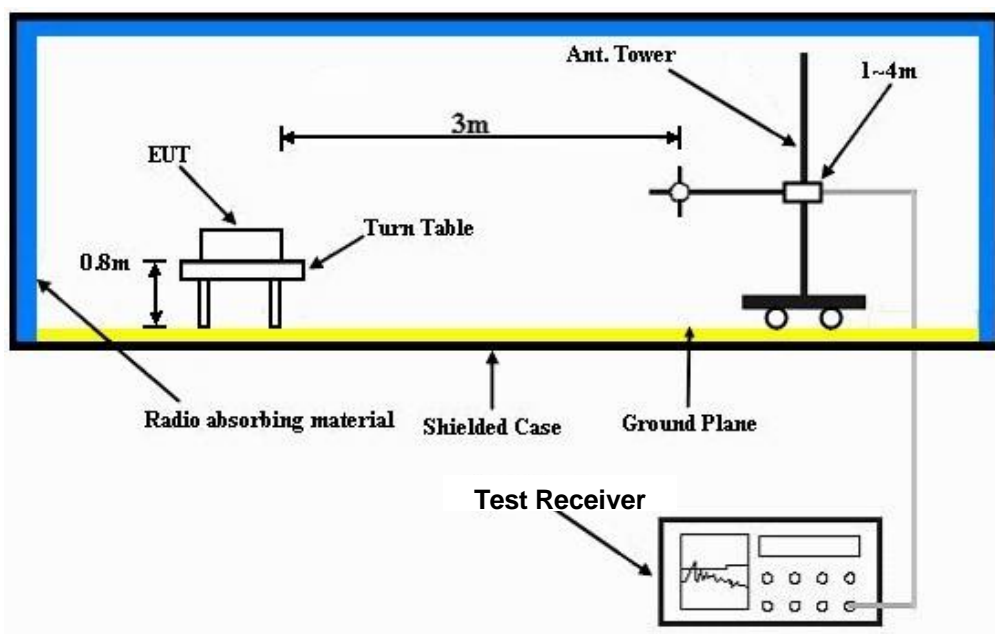 Ant. Tower
1~4m
3m
EUT
Turn Table
0.8m
Radio absorbing material
Shielded Case
Ground Plane
Test Receiver